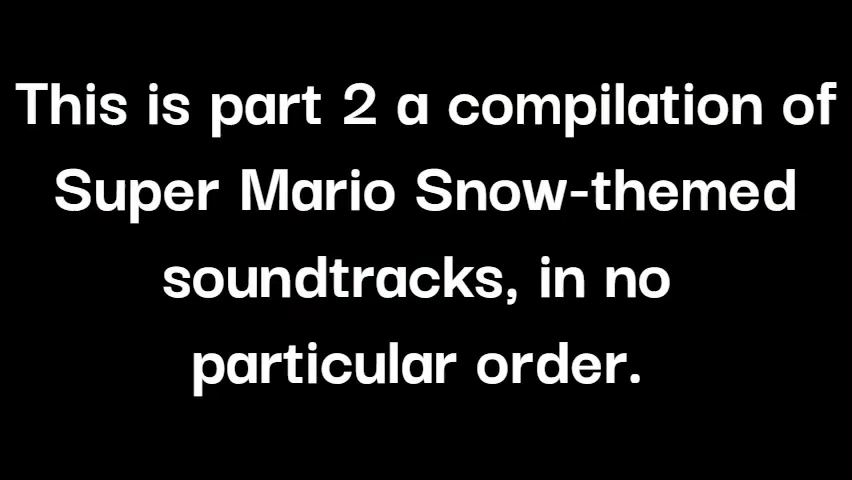 This is part 2 a compilation of
Super Mario Snow-themed
soundtracks, in no
particular order.